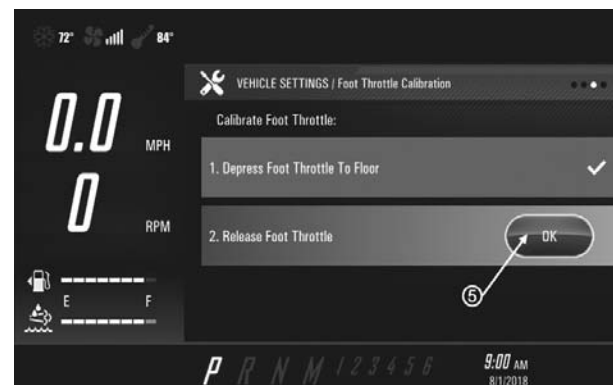 72° 84°
VEHICLE SETTINGS / Foot Throttle Calibration
Calibrate Foot Throttle:
0.0 MPH
1. Depress Foot Throttle To Floor
0 RPM
2. Release Foot Throttle OK
5
E F
P R N M 1 2 3 4 5 6 9:00 AM
8/1/2018